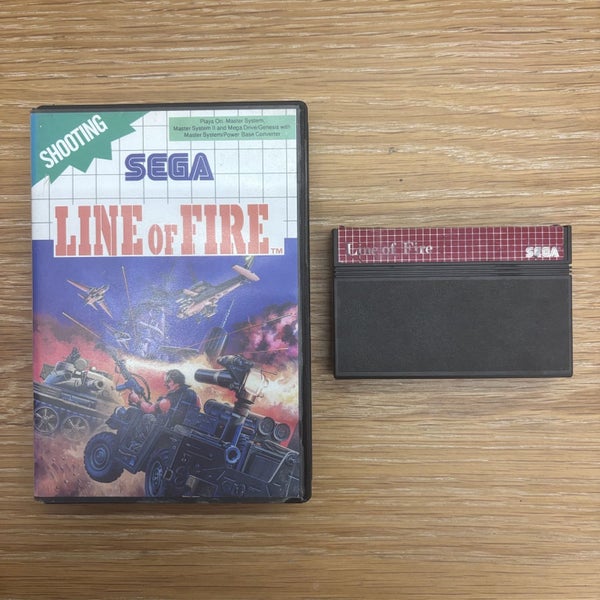 SHOOTING
Plays On: Master System,
Master System II and Mega Drive/Genesis with
Master System/Power Base Converter
SEGA
LINE OF FIRE TM
Line of Fire
SEGA